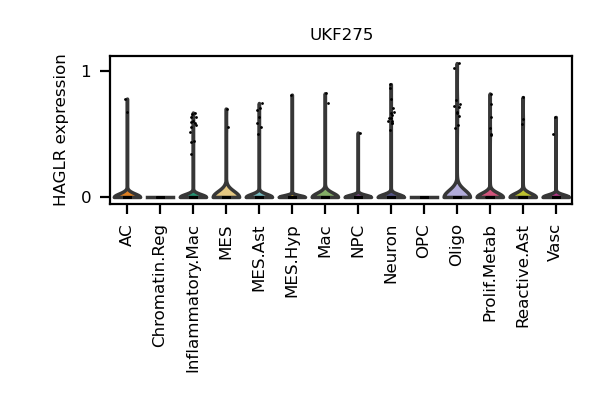 UKF275
HAGLR expression
1
0
AC
Chromatin.Reg
Inflammatory.Mac
MES
MES.Ast
MES.Hyp
Mac
NPC
Neuron
OPC
Oligo
Prolif.Metab
Reactive.Ast
Vasc